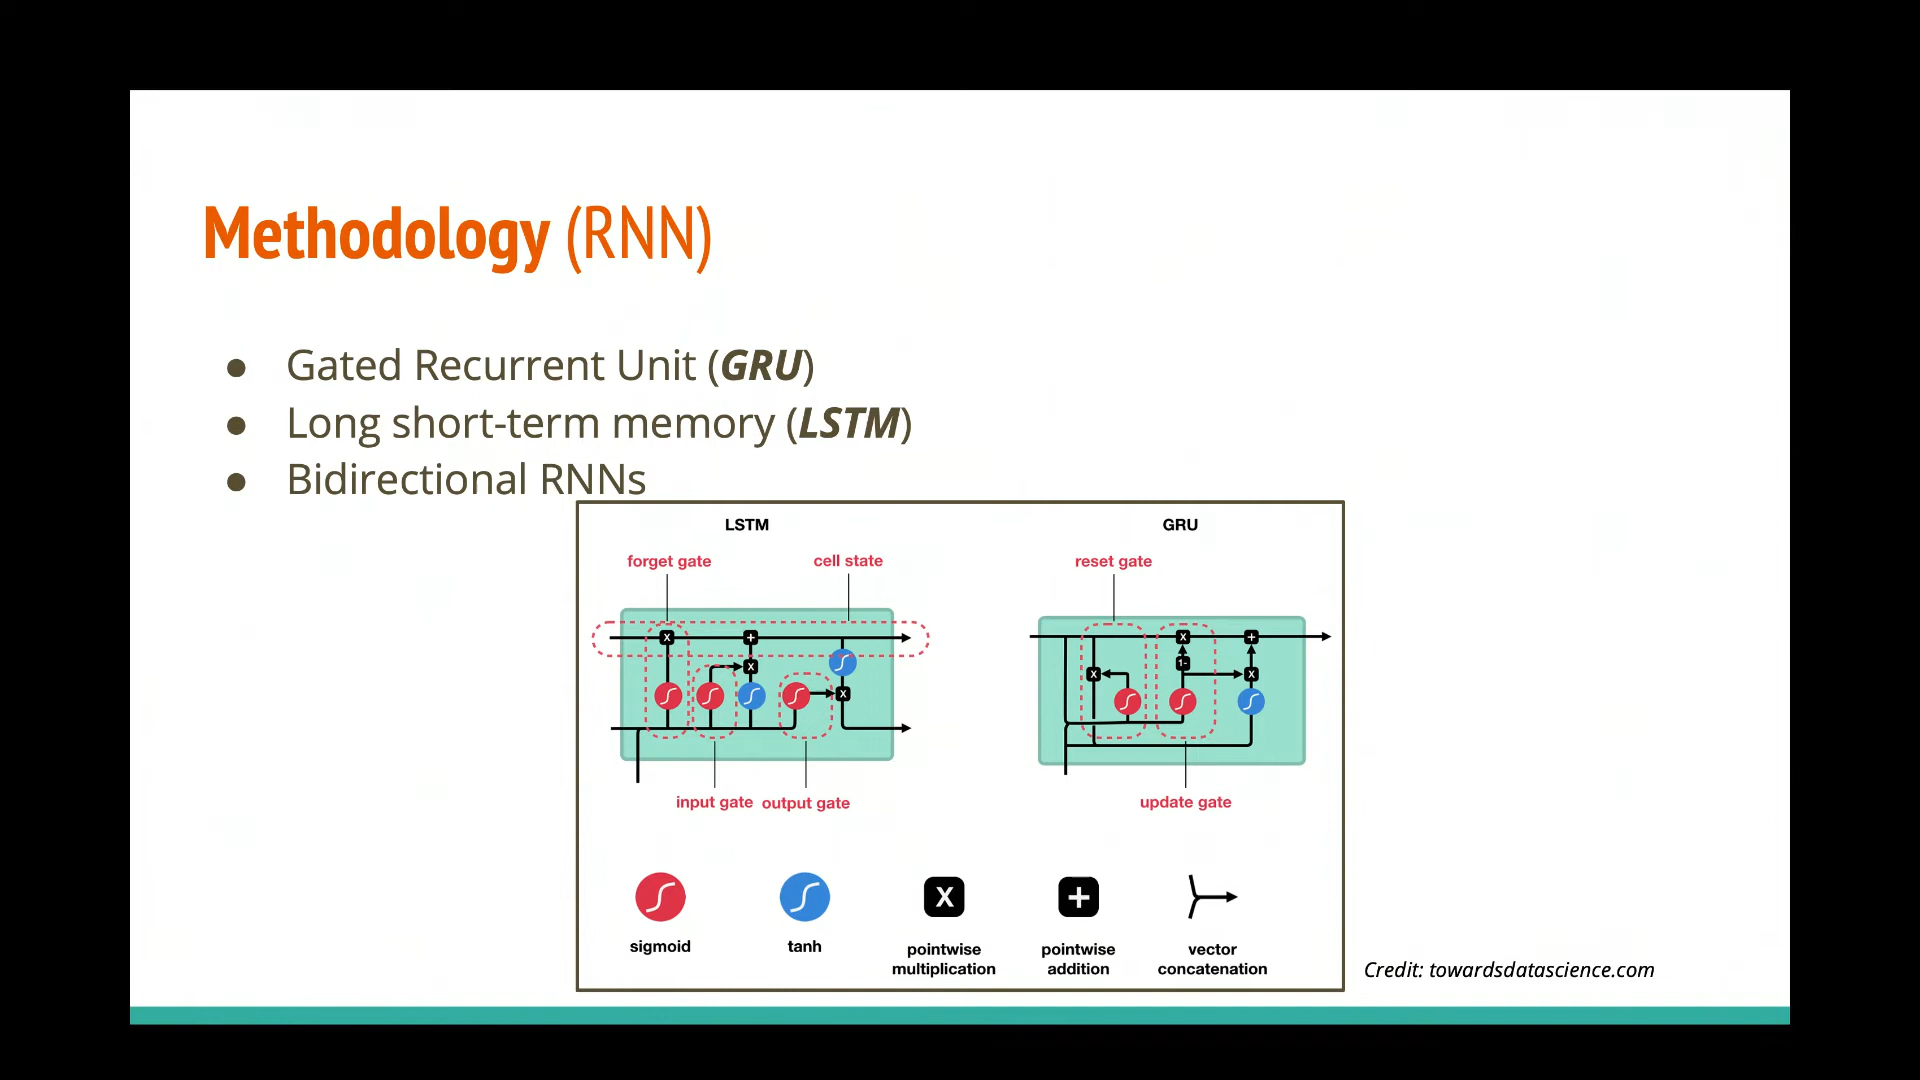 Methodology (RNN)
● Gated Recurrent Unit (GRU)
● Long short-term memory (LSTM)
● Bidirectional RNNs
LSTM
GRU
forget gate
cell state
reset gate
X
+
X
X
X
+
1-
X
X
input gate
output gate
update gate
X
+
sigmoid
tanh
pointwise
multiplication
pointwise
addition
vector
concatenation
Credit: towardsdatascience.com